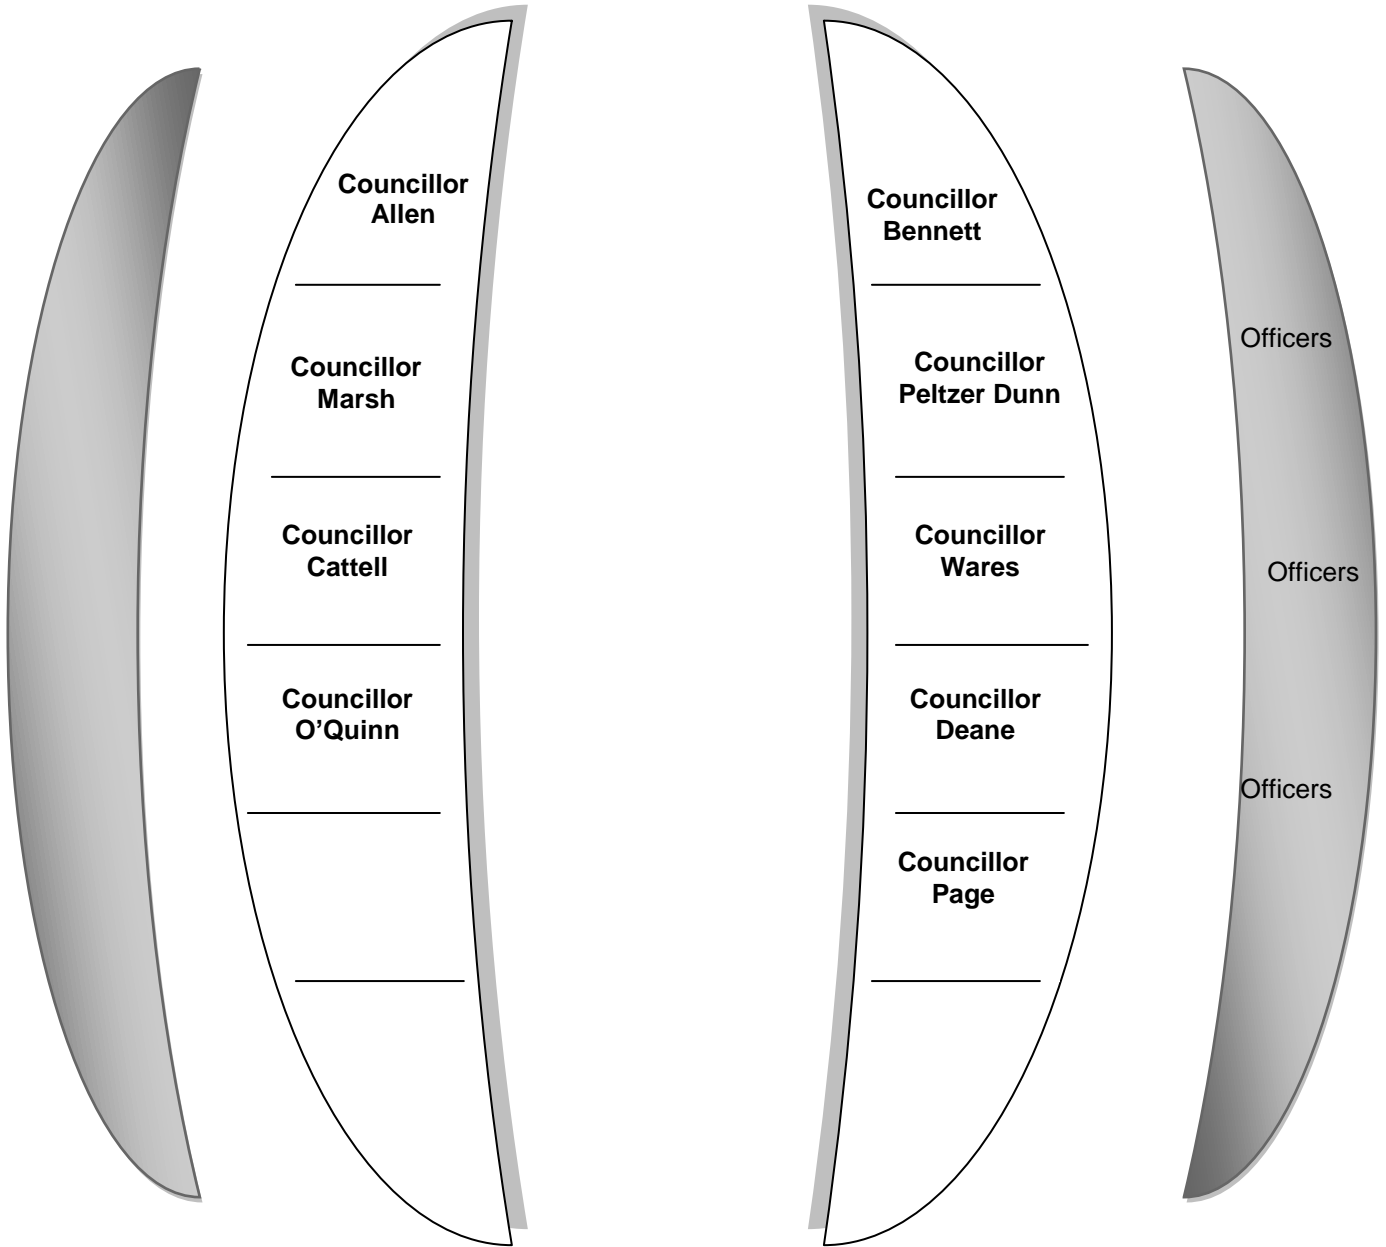 Councillor
Allen
Councillor
Marsh
Councillor
Cattell
Councillor
O’Quinn
Councillor
Bennett
Councillor
Peltzer Dunn
Councillor
Wares
Councillor
Deane
Councillor
Page
Officers
Officers
Officers